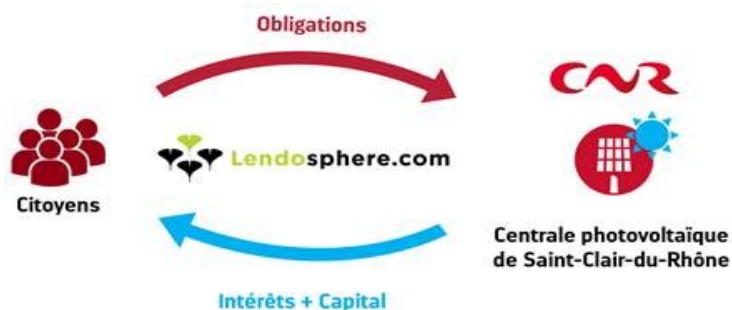 Obligations
CNR
Lendosphere.com
Citoyens
Centrale photovoltaïque
de Saint-Clair-du-Rhône
Intérêts + Capital